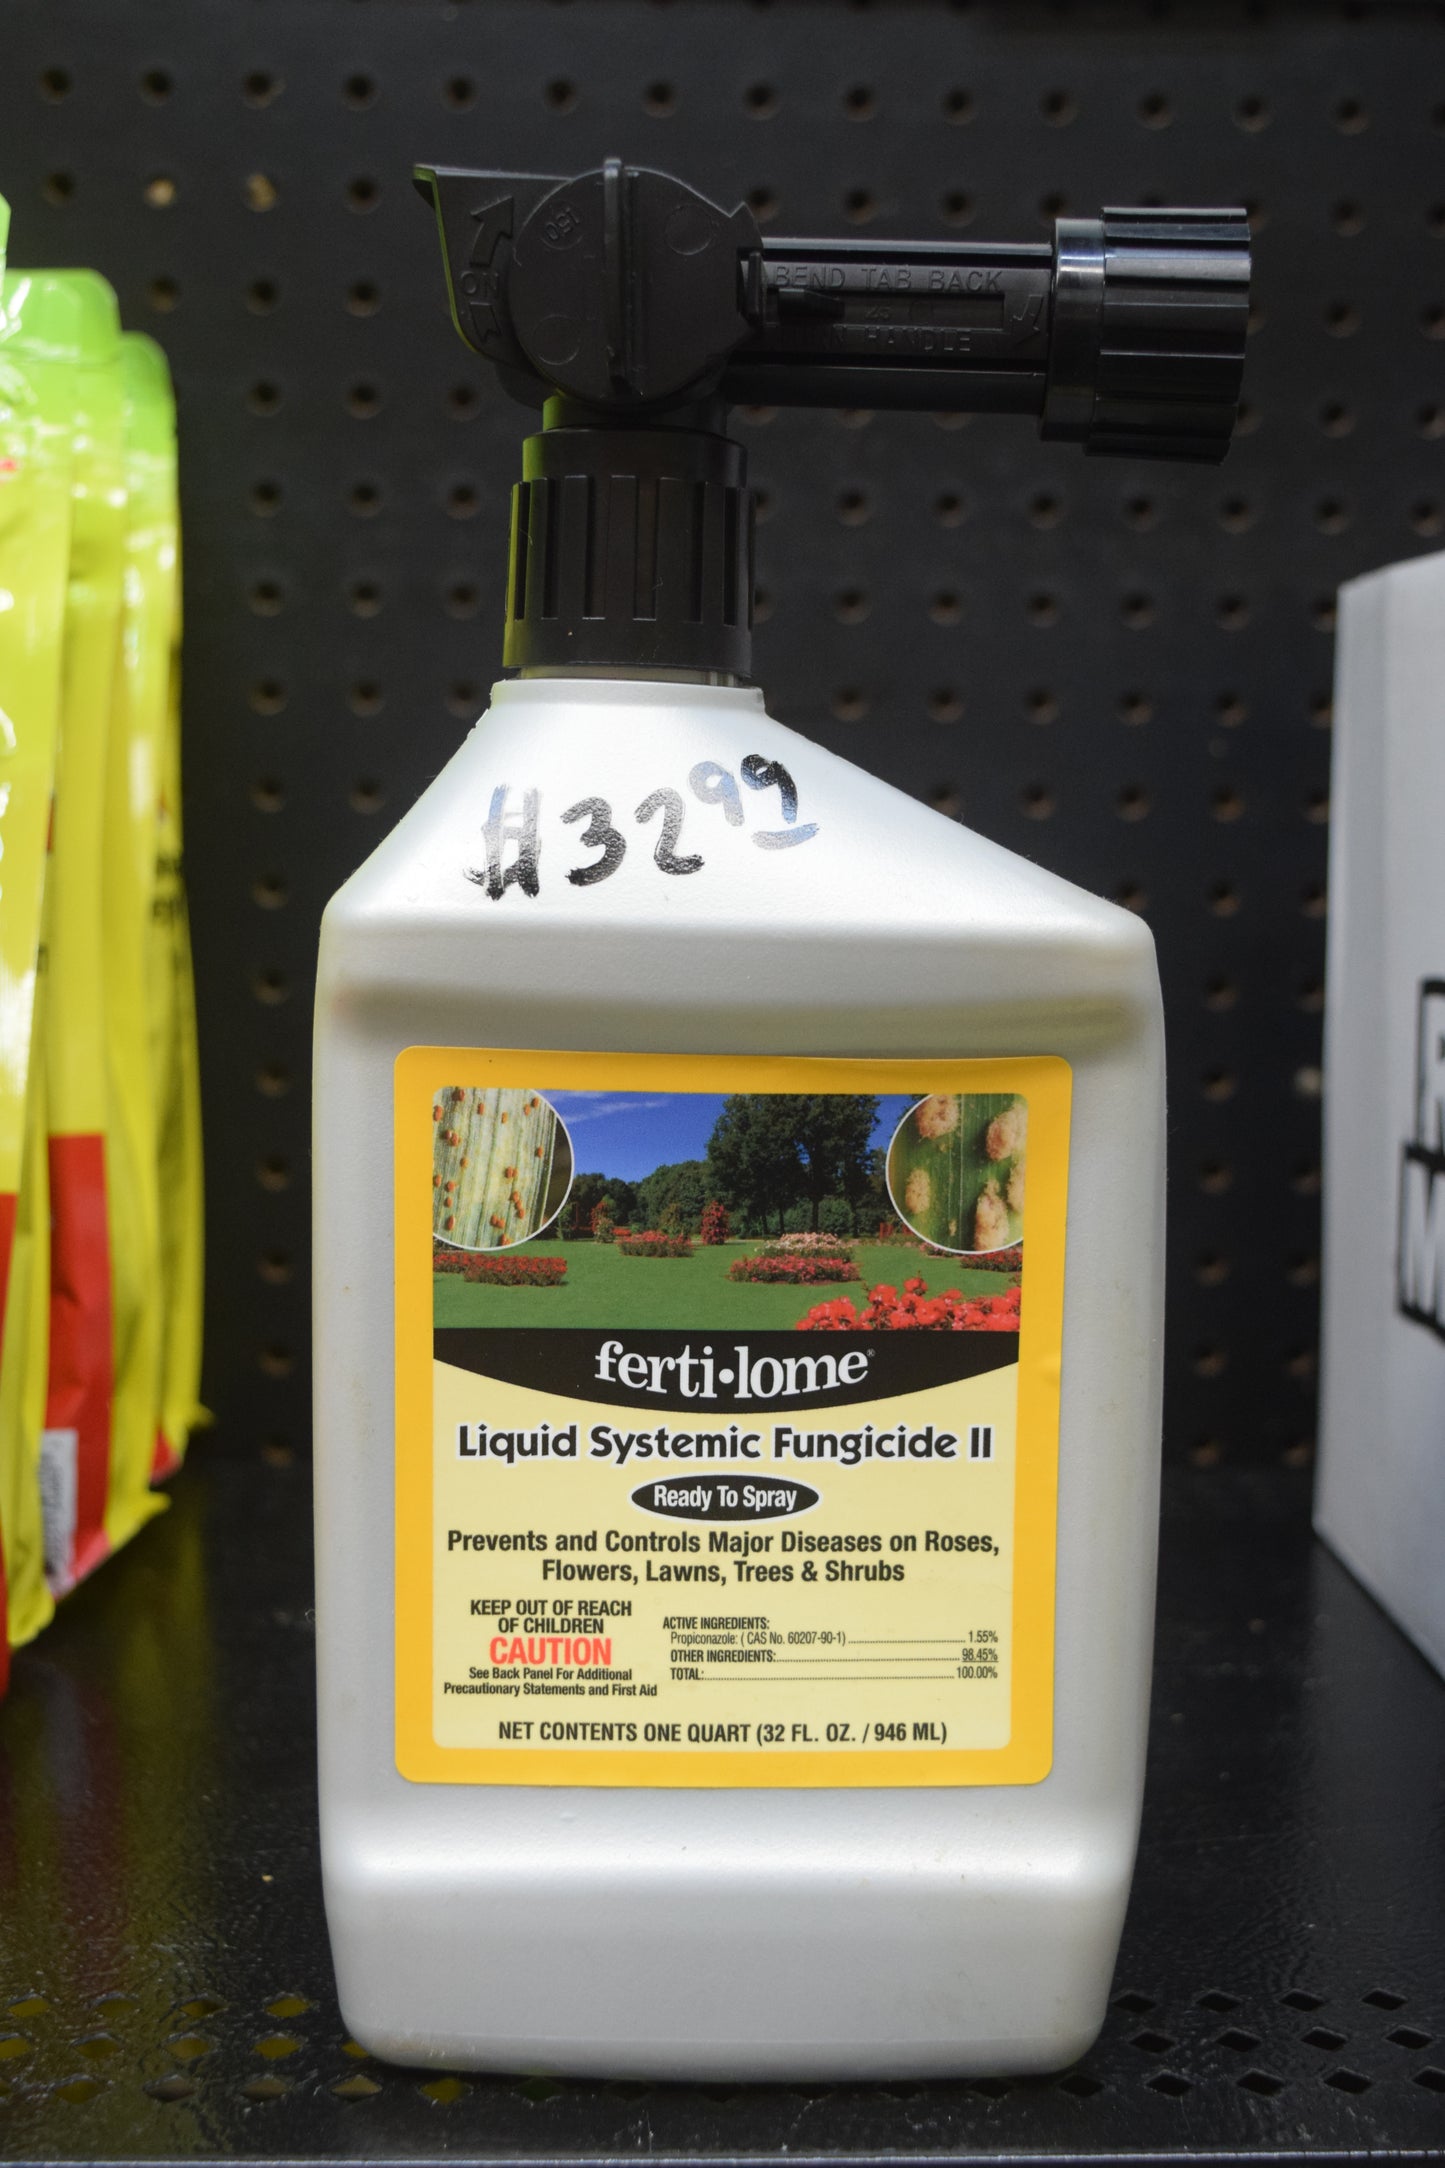 150
ON
BEND TAB BACK
TURN HANDLE
#32⁹⁹
ferti•lome®
Liquid Systemic Fungicide II
Ready To Spray
Prevents and Controls Major Diseases on Roses,
Flowers, Lawns, Trees & Shrubs
KEEP OUT OF REACH
OF CHILDREN
CAUTION
See Back Panel For Additional
Precautionary Statements and First Aid
ACTIVE INGREDIENTS:
Propiconazole: ( CAS No. 60207-90-1) 1.55%
OTHER INGREDIENTS: 98.45%
TOTAL: 100.00%
NET CONTENTS ONE QUART (32 FL. OZ. / 946 ML)